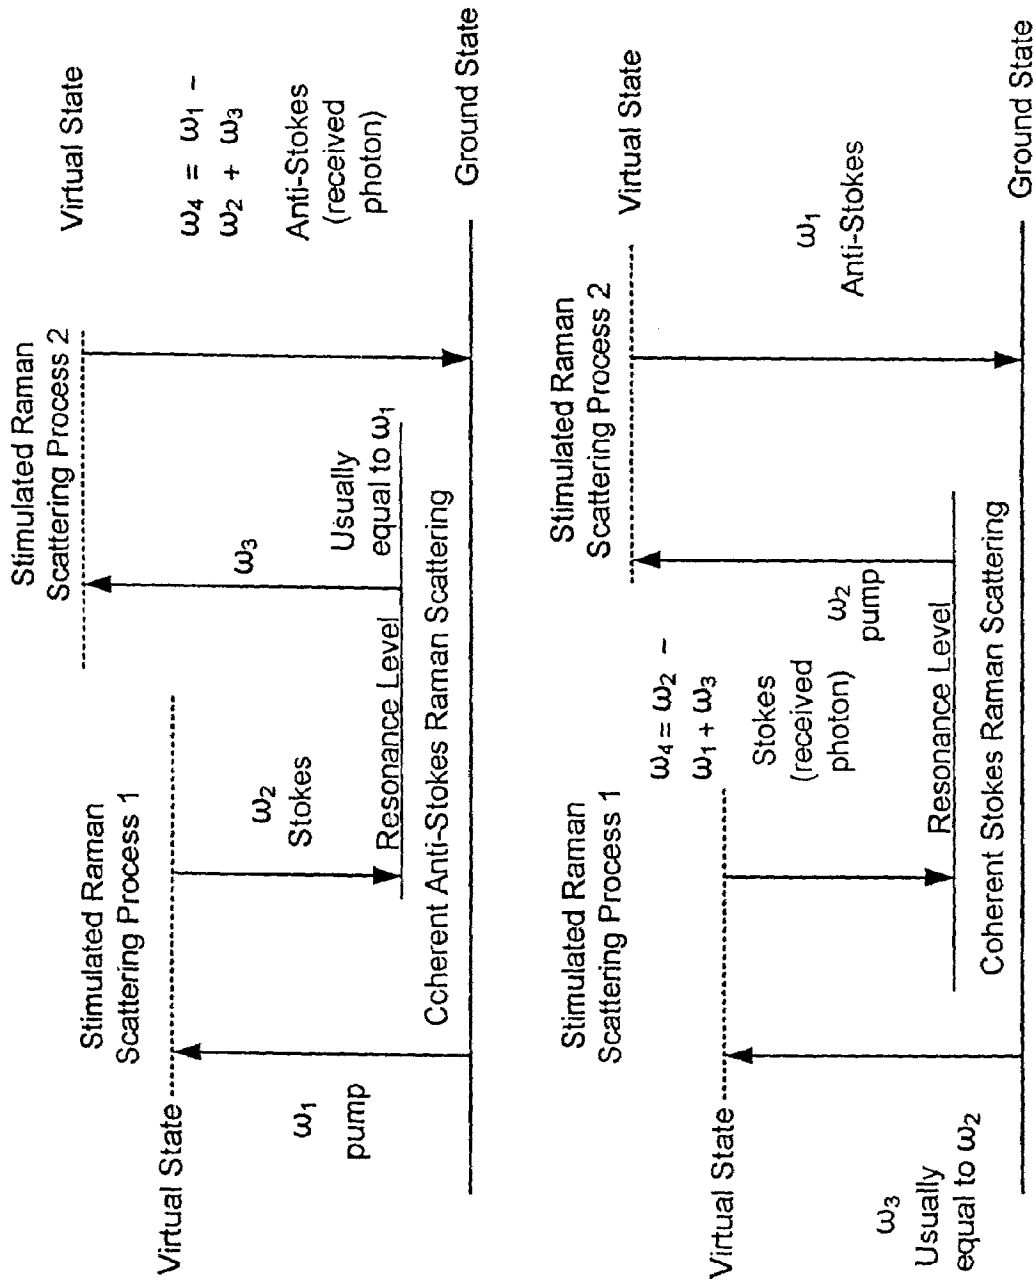 Stimulated Raman
Scattering Process 1
Stimulated Raman
Scattering Process 2
Virtual State
Virtual State
ω1
pump
ω2
Stokes
ω3
Usually
equal to ω1
ω4 = ω1 −
ω2 + ω3
Anti-Stokes
(received
photon)
Resonance Level
Coherent Anti-Stokes Raman Scattering
Ground State
Stimulated Raman
Scattering Process 1
Stimulated Raman
Scattering Process 2
Virtual State
Virtual State
ω3
Usually
equal to ω2
ω4 = ω2 −
ω1 + ω3
Stokes
(received
photon)
ω2
pump
ω1
Anti-Stokes
Resonance Level
Coherent Stokes Raman Scattering
Ground State